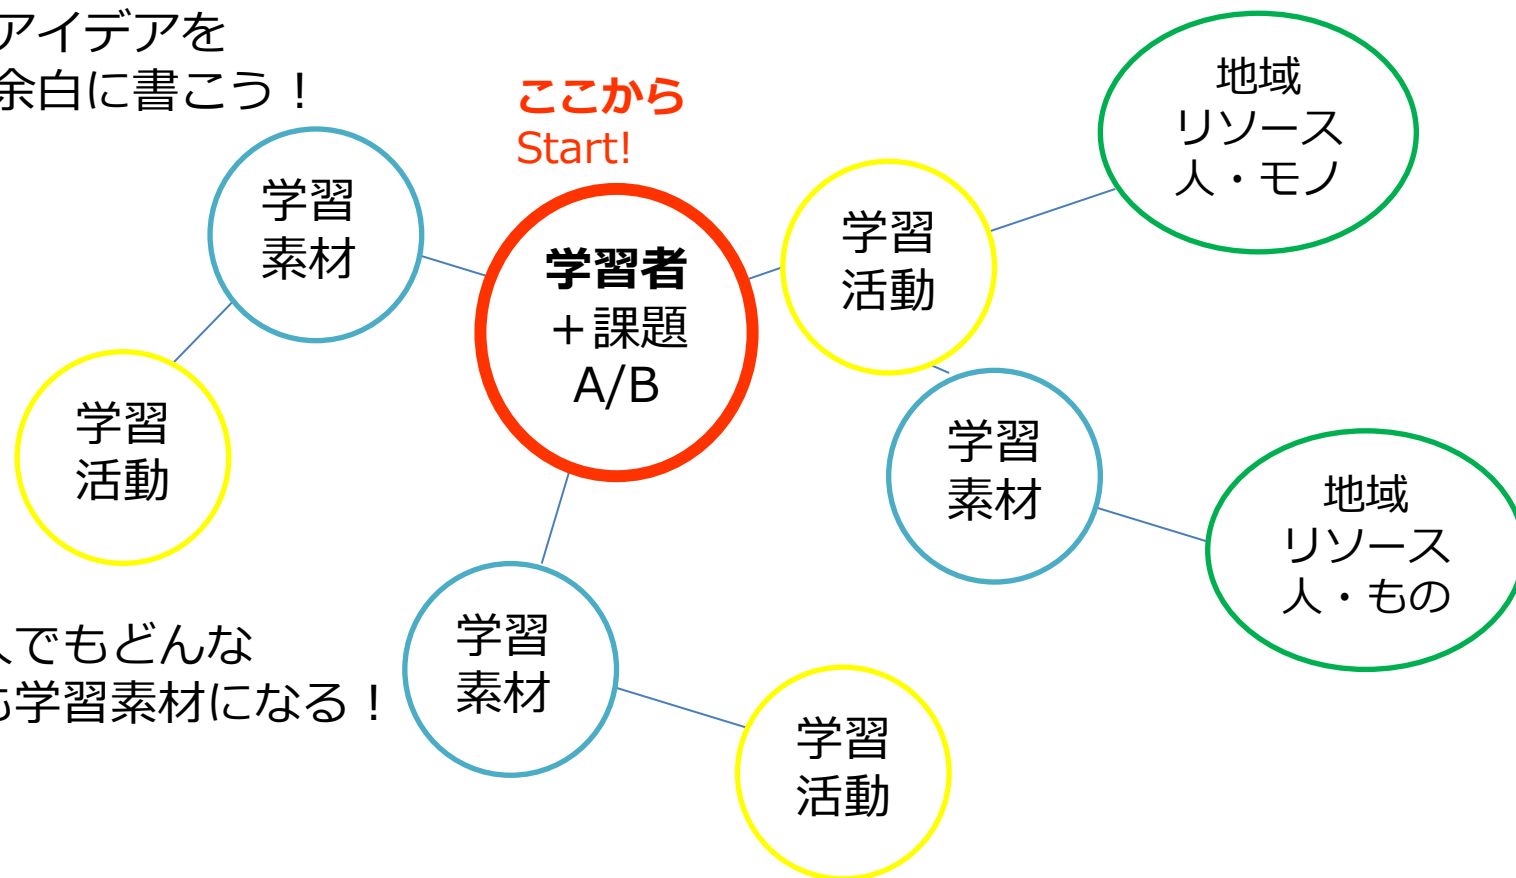 アイデアを
余白に書こう！
ここから
Start!
地域
リソース
人・モノ
学習
素材
学習者
＋課題
A/B
学習
活動
学習
活動
学習
素材
地域
リソース
人・もの
人でもどんな
も学習素材になる！
学習
素材
学習
活動